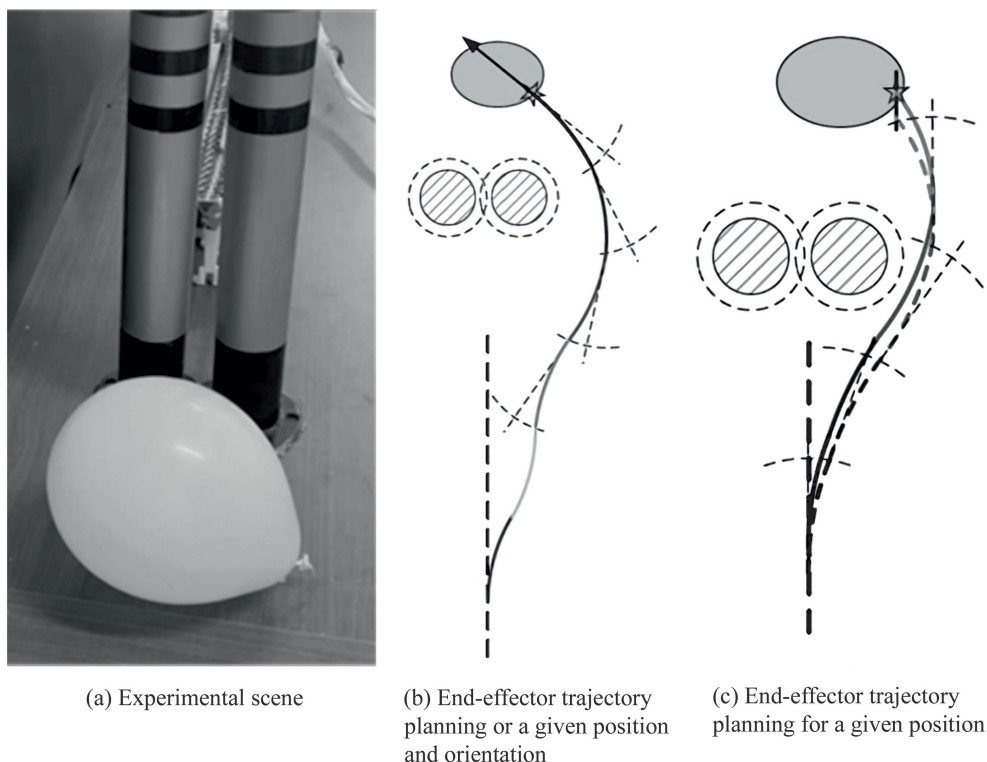 (a) Experimental scene
(b) End-effector trajectory
planning or a given position
and orientation
(c) End-effector trajectory
planning for a given position